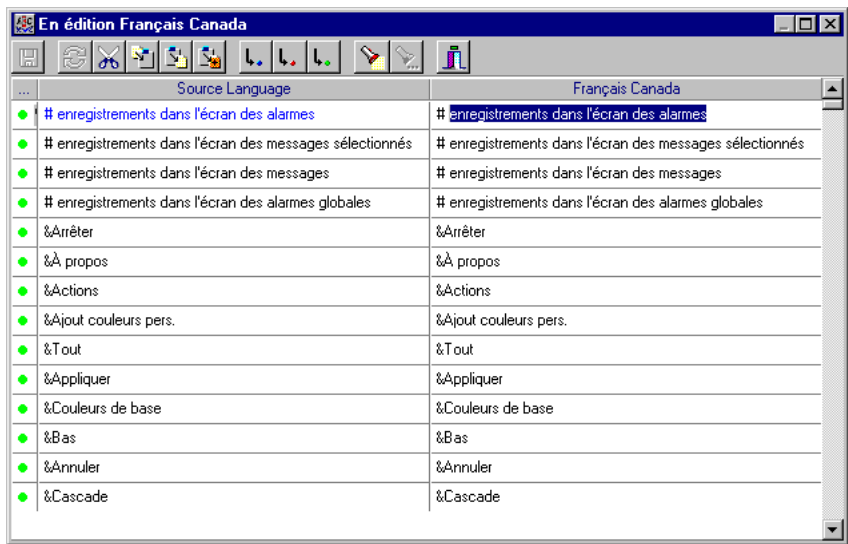 En édition Français Canada
... Source Language Français Canada
# enregistrements dans l'écran des alarmes # enregistrements dans l'écran des alarmes
# enregistrements dans l'écran des messages sélectionnés # enregistrements dans l'écran des messages sélectionnés
# enregistrements dans l'écran des messages # enregistrements dans l'écran des messages
# enregistrements dans l'écran des alarmes globales # enregistrements dans l'écran des alarmes globales
&Arrêter &Arrêter
&À propos &À propos
&Actions &Actions
&Ajout couleurs pers. &Ajout couleurs pers.
&Tout &Tout
&Appliquer &Appliquer
&Couleurs de base &Couleurs de base
&Bas &Bas
&Annuler &Annuler
&Cascade &Cascade